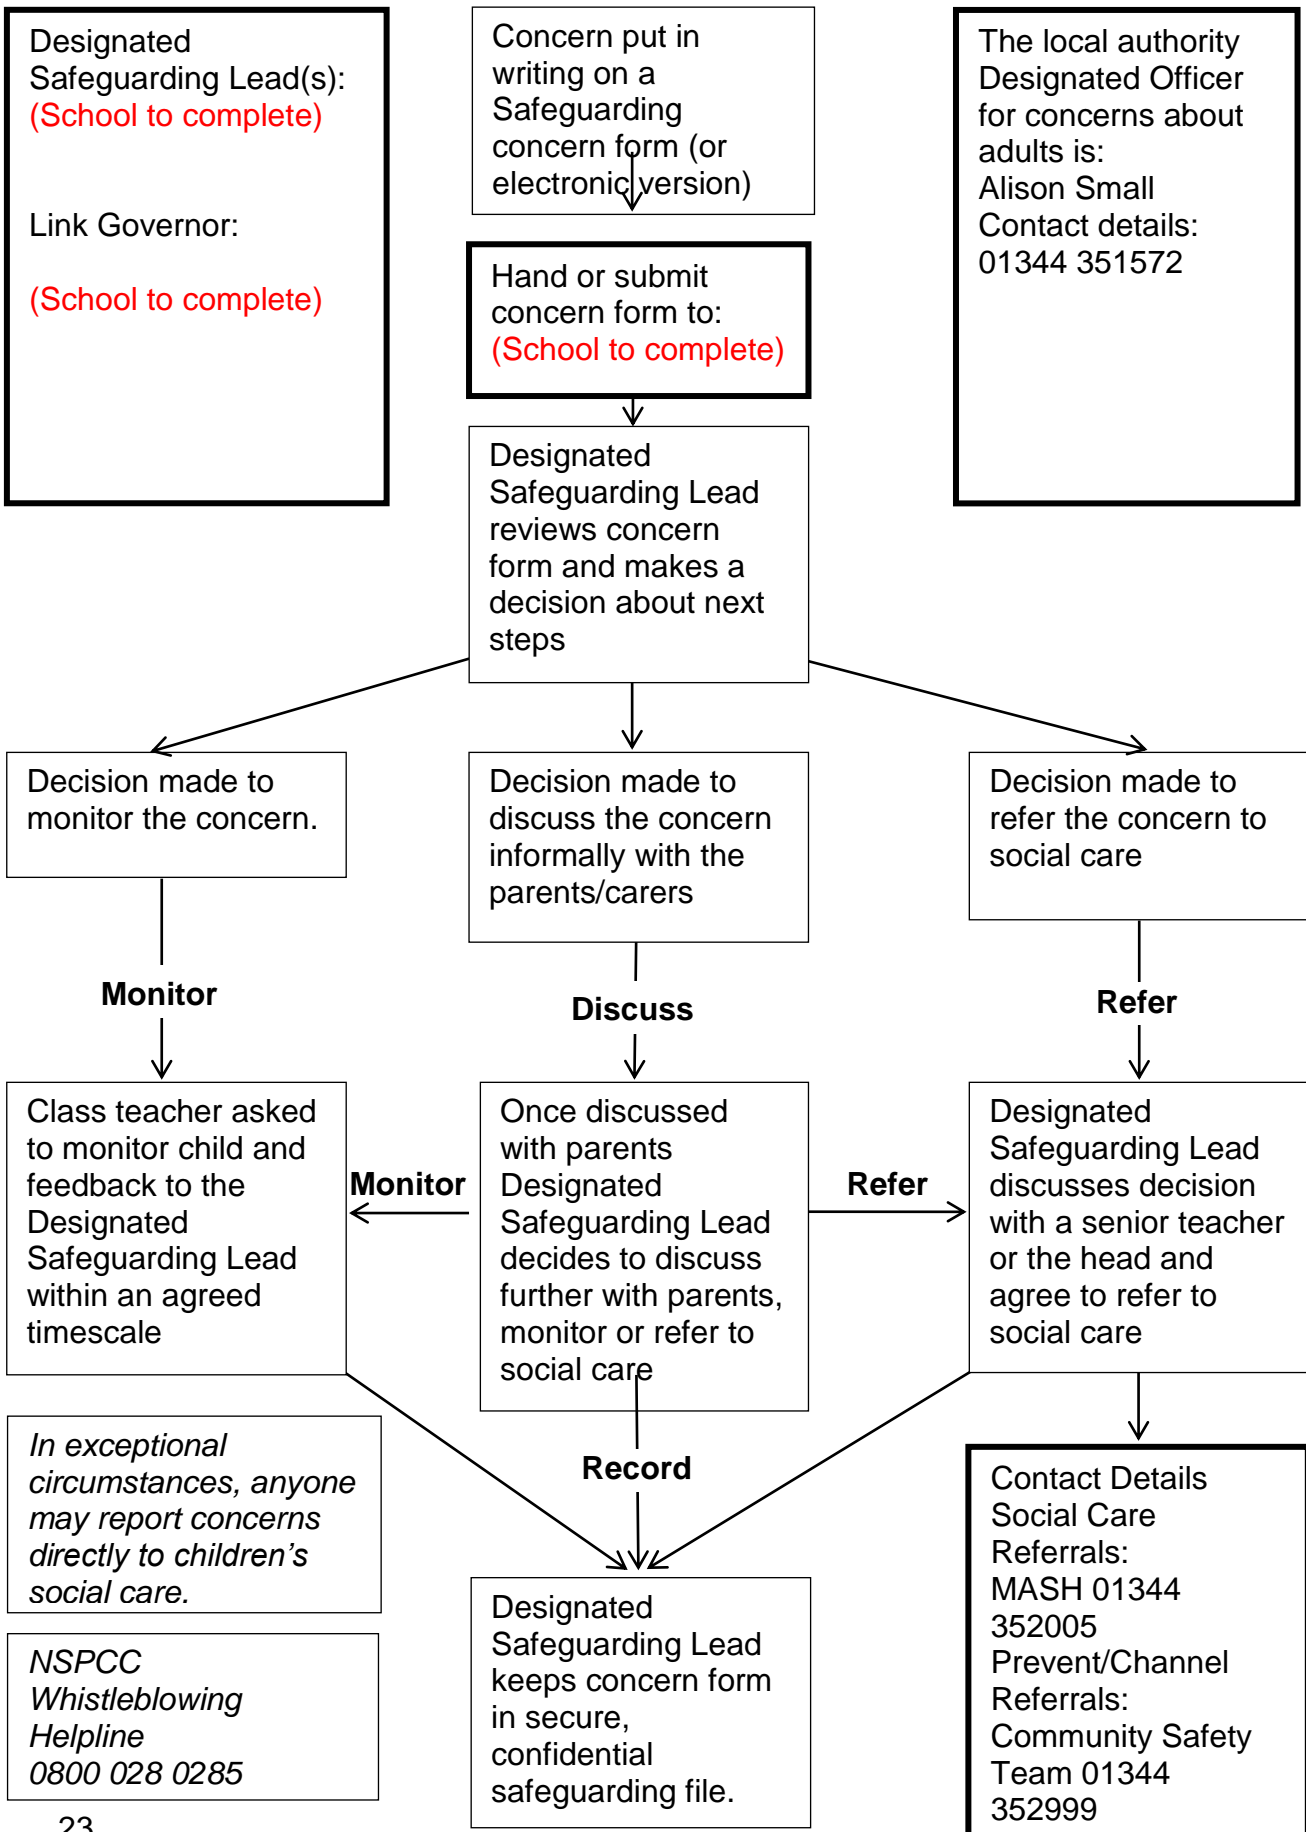 Designated
Safeguarding Lead(s):
(School to complete)
Link Governor:
(School to complete)
Concern put in
writing on a
Safeguarding
concern form (or
electronic version)
The local authority
Designated Officer
for concerns about
adults is:
Alison Small
Contact details:
01344 351572
Hand or submit
concern form to:
(School to complete)
Designated
Safeguarding Lead
reviews concern
form and makes a
decision about next
steps
Decision made to
monitor the concern.
Decision made to
discuss the concern
informally with the
parents/carers
Decision made to
refer the concern to
social care
Monitor
Discuss
Refer
Class teacher asked
to monitor child and
feedback to the
Designated
Safeguarding Lead
within an agreed
timescale
Monitor
Once discussed
with parents
Designated
Safeguarding Lead
decides to discuss
further with parents,
monitor or refer to
social care
Refer
Designated
Safeguarding Lead
discusses decision
with a senior teacher
or the head and
agree to refer to
social care
In exceptional
circumstances, anyone
may report concerns
directly to children’s
social care.
Record
Contact Details
Social Care
Referrals:
MASH 01344
352005
Prevent/Channel
Referrals:
Community Safety
Team 01344
352999
NSPCC
Whistleblowing
Helpline
0800 028 0285
Designated
Safeguarding Lead
keeps concern form
in secure,
confidential
safeguarding file.
23